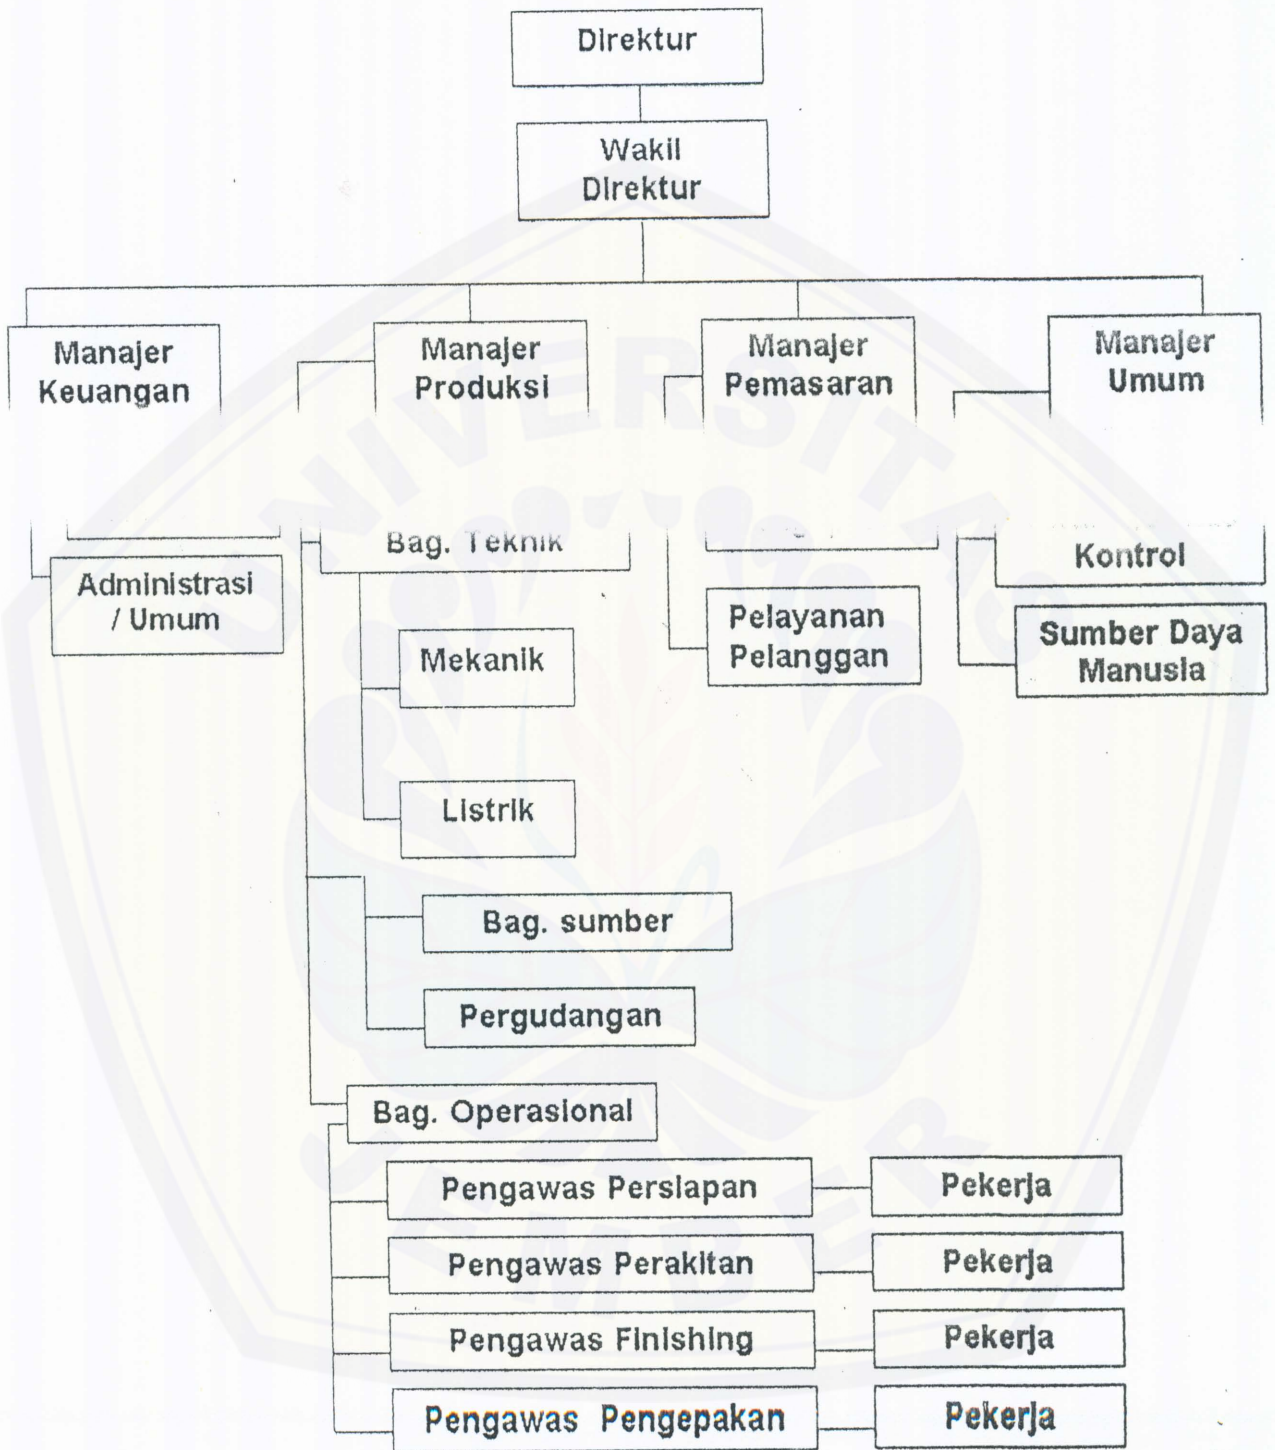 Direktur
Wakil
Direktur
Manajer
Keuangan
Manajer
Produksi
Manajer
Pemasaran
Manajer
Umum
Bag. Teknik
Kontrol
Administrasi
/ Umum
Mekanik
Pelayanan
Pelanggan
Sumber Daya
Manusia
Listrik
Bag. sumber
Pergudangan
Bag. Operasional
Pengawas Persiapan
Pekerja
Pengawas Perakitan
Pekerja
Pengawas Finishing
Pekerja
Pengawas Pengepakan
Pekerja
UNIVERSITAS
JEMBER